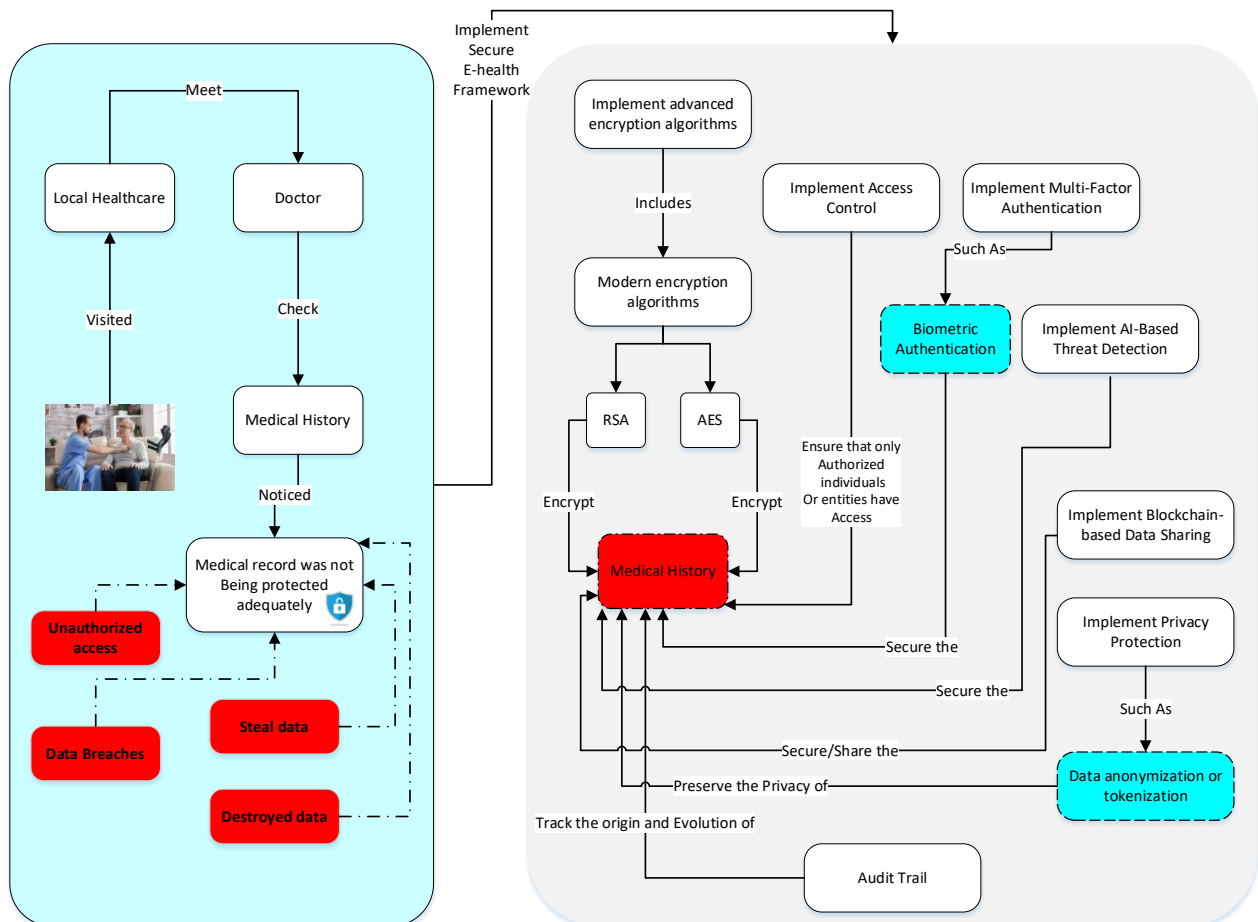 Implement
Secure
E-health
Framework
Meet
Local Healthcare
Doctor
Visited
Check
Medical History
Noticed
Medical record was not
Being protected
adequately
Unauthorized
access
Data Breaches
Steal data
Destroyed data
Implement advanced
encryption algorithms
Includes
Modern encryption
algorithms
RSA
AES
Encrypt
Encrypt
Medical History
Implement Access
Control
Ensure that only
Authorized
individuals
Or entities have
Access
Implement Multi-Factor
Authentication
Such As
Biometric
Authentication
Secure the
Implement AI-Based
Threat Detection
Secure the
Implement Blockchain-
based Data Sharing
Secure/Share the
Implement Privacy
Protection
Such As
Data anonymization or
tokenization
Preserve the Privacy of
Track the origin and Evolution of
Audit Trail